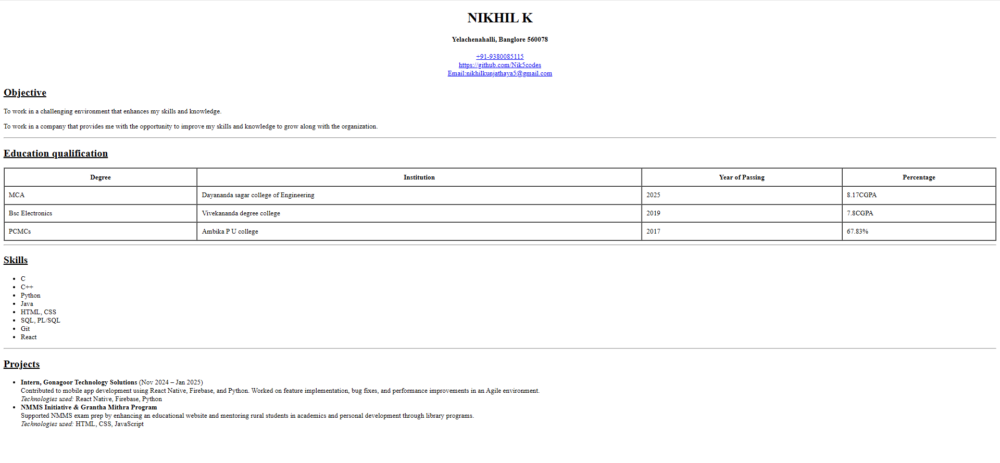 NIKHIL K
Yelachenahalli, Banglore 560078
+91-9380085115
https://github.com/Nik5codes
Email:nikhilkunjathaya5@gmail.com
Objective
To work in a challenging environment that enhances my skills and knowledge.
To work in a company that provides me with the opportunity to improve my skills and knowledge to grow along with the organization.
Education qualification
Degree Institution Year of Passing Percentage
MCA Dayananda sagar college of Engineering 2025 8.17CGPA
Bsc Electronics Vivekananda degree college 2019 7.8CGPA
PCMCs Ambika P U college 2017 67.83%
Skills
• C
• C++
• Python
• Java
• HTML, CSS
• SQL, PL/SQL
• Git
• React
Projects
• Intern, Gonagoor Technology Solutions (Nov 2024 – Jan 2025)
Contributed to mobile app development using React Native, Firebase, and Python. Worked on feature implementation, bug fixes, and performance improvements in an Agile environment.
Technologies used: React Native, Firebase, Python
• NMMS Initiative & Grantha Mithra Program
Supported NMMS exam prep by enhancing an educational website and mentoring rural students in academics and personal development through library programs.
Technologies used: HTML, CSS, JavaScript